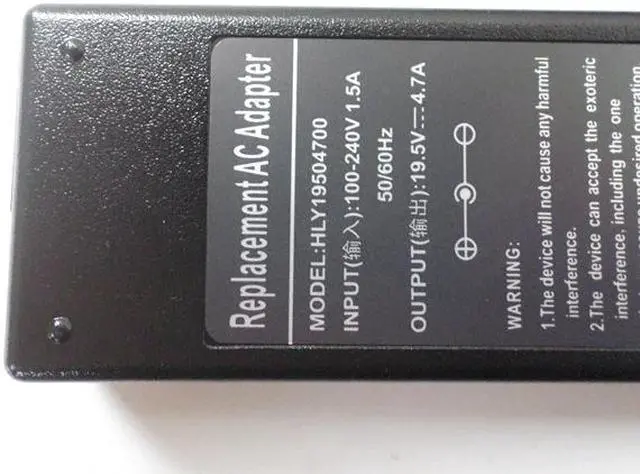 Replacement AC Adapter
MODEL:HLY19504700
INPUT(输入):100-240V 1.5A
50/60Hz
OUTPUT(输出):19.5V⎓4.7A
WARNING:
1.The device will not cause any harmful
interference.
2.The device can accept the exoteric
interference, including the one
operation